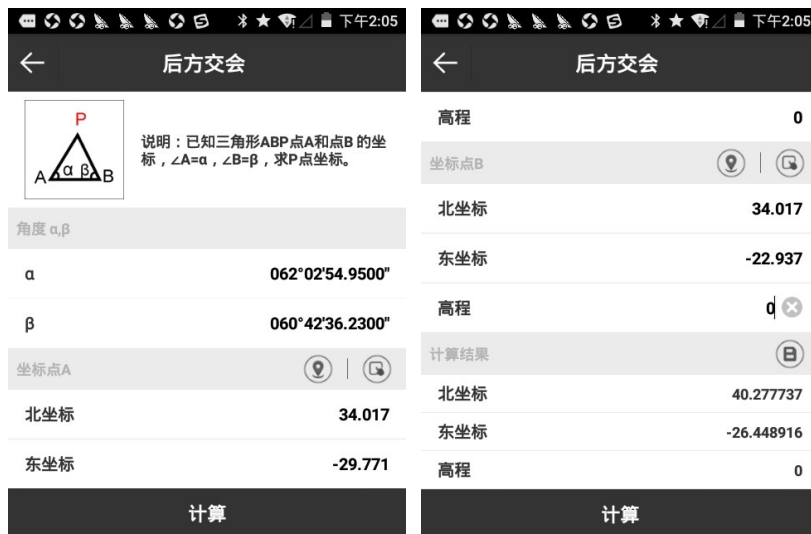 下午2:05
后方交会
P
A α β B
说明：已知三角形ABP点A和点B 的坐
标，∠A=α，∠B=β，求P点坐标。
角度 α,β
α 062°02'54.9500"
β 060°42'36.2300"
坐标点A
北坐标 34.017
东坐标 -29.771
计算
下午2:05
后方交会
高程 0
坐标点B
北坐标 34.017
东坐标 -22.937
高程 0
计算结果
北坐标 40.277737
东坐标 -26.448916
高程 0
计算